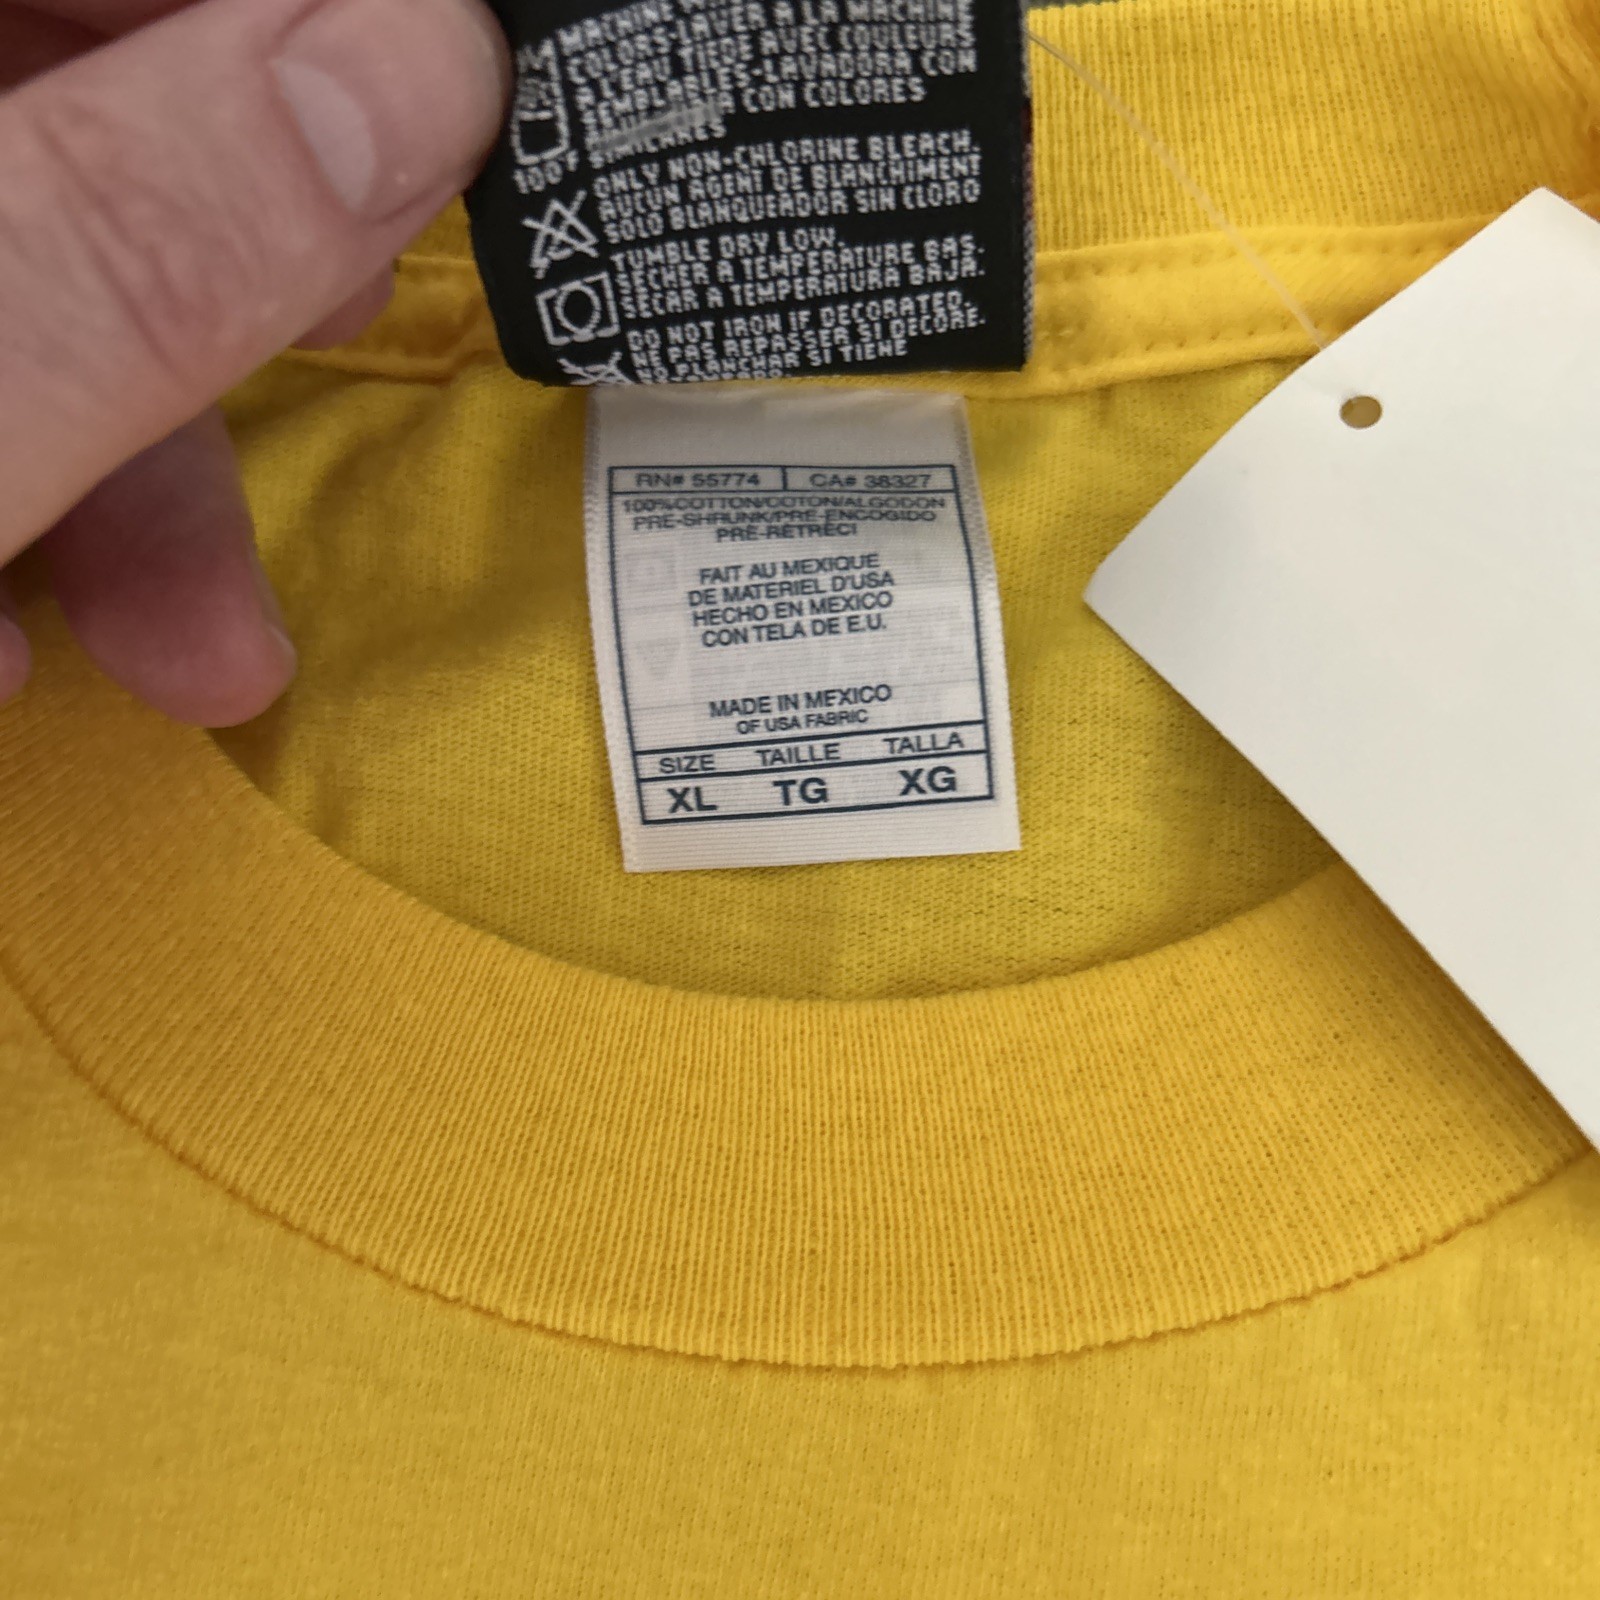 MACHINE
COLORS-LAVER A LA MACHINE
A L'EAU TIEDE AVEC COULEURS
SEMBLABLES-LAVADORA CON
CON COLORES
SIMILARES
100°F
ONLY NON-CHLORINE BLEACH.
AUCUN AGENT DE BLANCHIMENT
SOLO BLANQUEADOR SIN CLORO
TUMBLE DRY LOW.
SECHER A TEMPERATURE BAS.
SECAR A TEMPERATURA BAJA.
DO NOT IRON IF DECORATED.
NE PAS REPASSER SI DECORE.
NO PLANCHAR SI TIENE
RN# 55774 CA# 38327
100%COTTON/COTON/ALGODON
PRE-SHRUNK/PRE-ENCOGIDO
PRÉ-RÉTRÉCI
FAIT AU MEXIQUE
DE MATERIEL D'USA
HECHO EN MEXICO
CON TELA DE E.U.
MADE IN MEXICO
OF USA FABRIC
SIZE TAILLE TALLA
XL TG XG